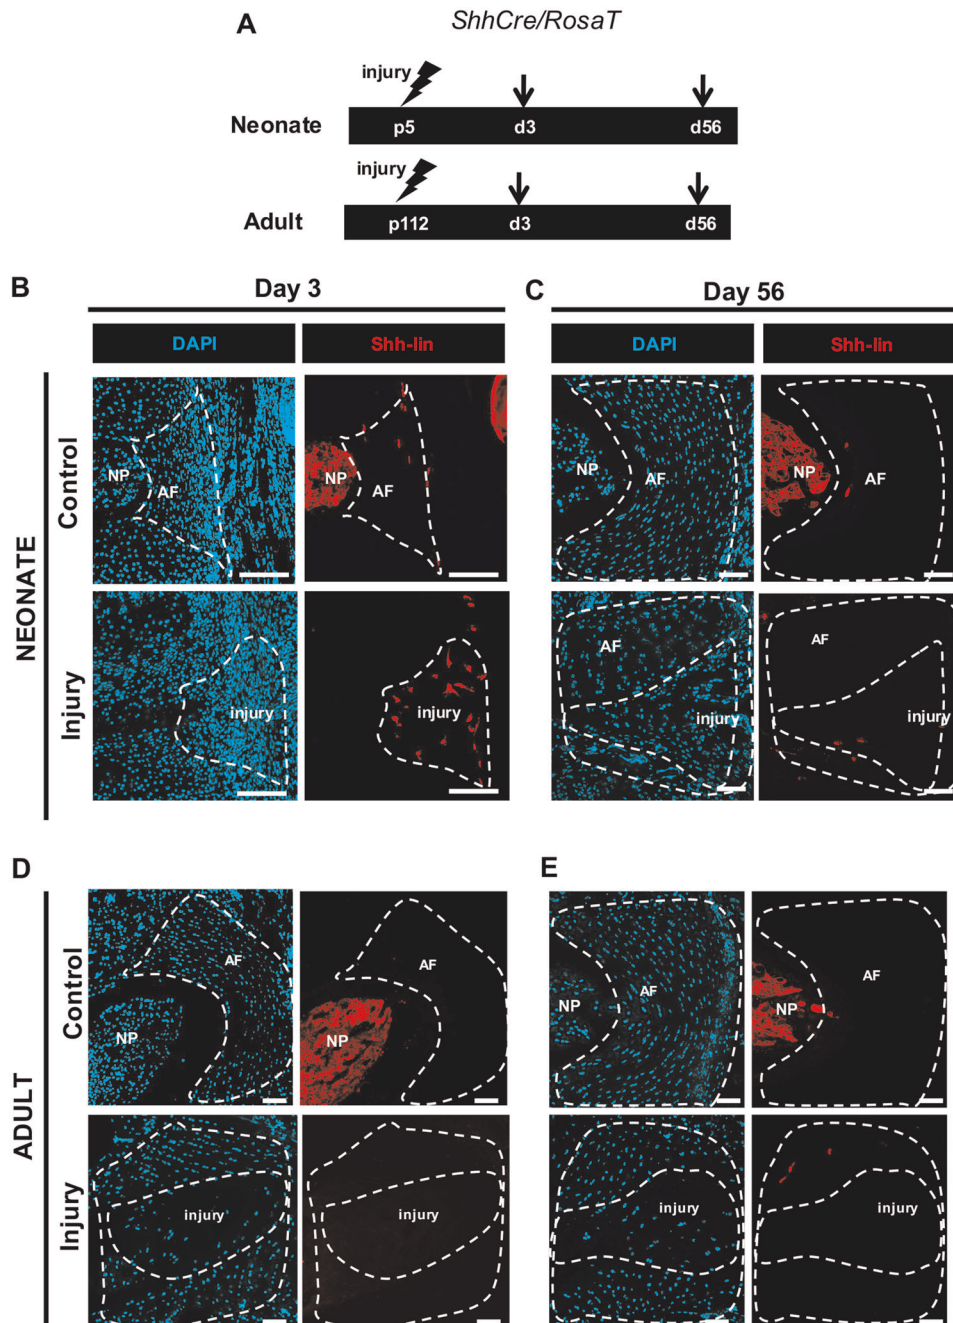 A
ShhCre/RosaT
injury
Neonate
p5
d3
d56
injury
Adult
p112
d3
d56
B
Day 3
C
Day 56
DAPI
Shh-lin
DAPI
Shh-lin
NEONATE
Control
NP
AF
NP
AF
NP
AF
NP
AF
Injury
injury
injury
AF
injury
AF
injury
D
E
ADULT
Control
AF
NP
AF
NP
NP
AF
NP
AF
Injury
injury
injury
injury
injury